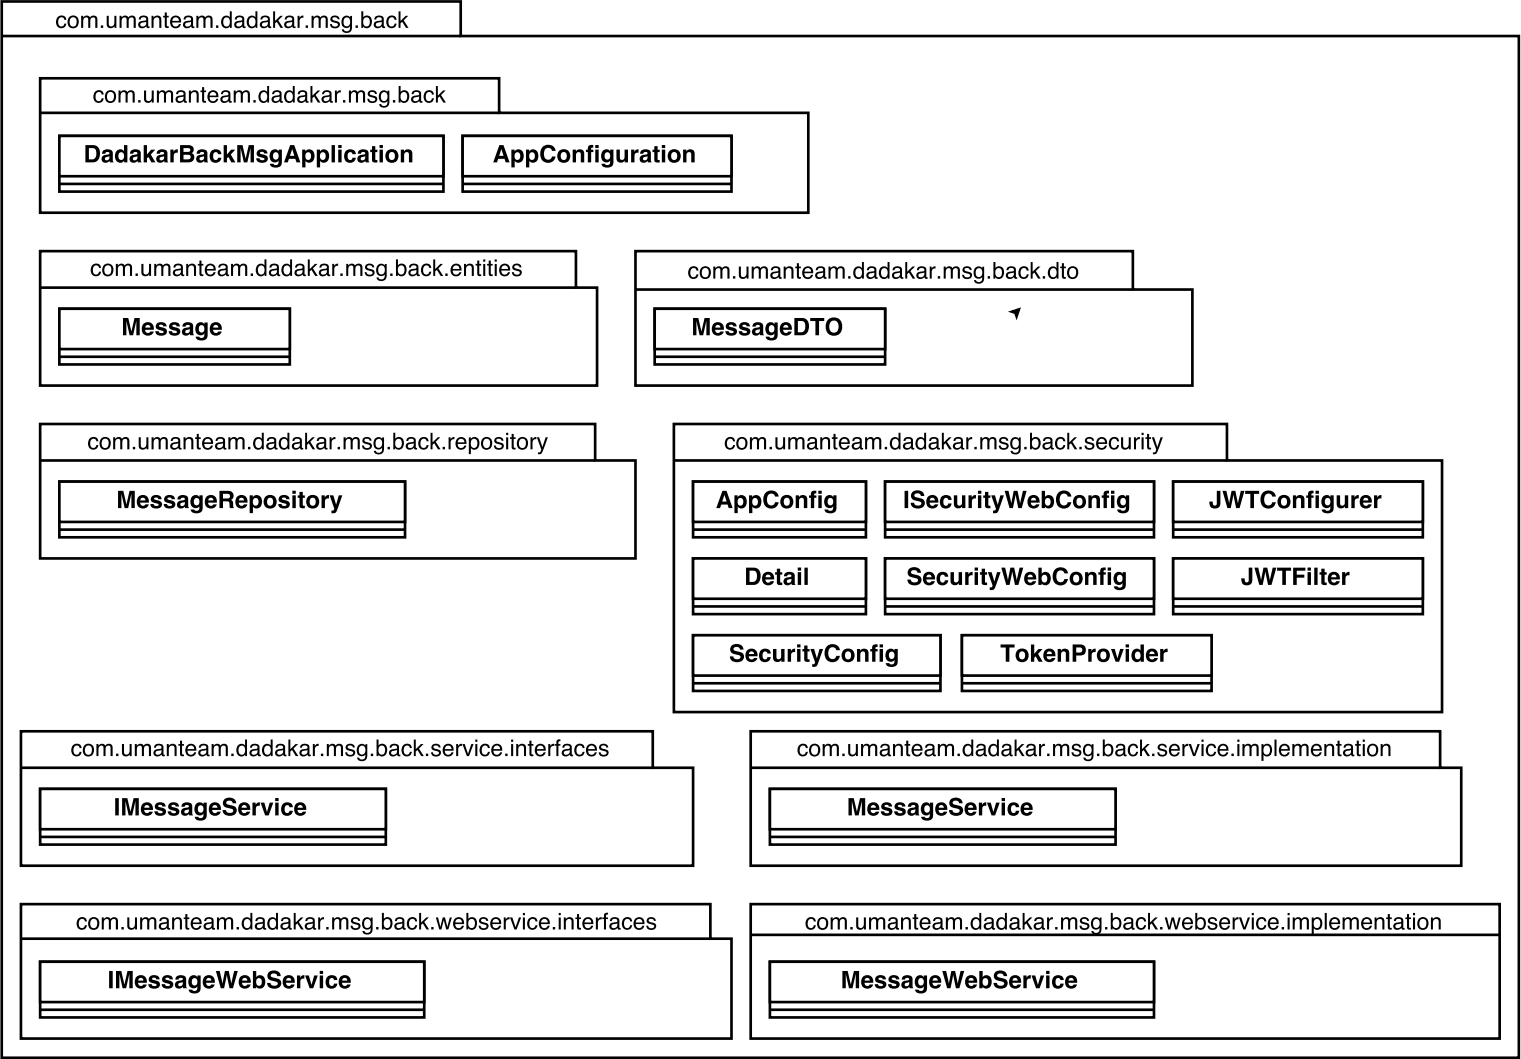 com.umanteam.dadakar.msg.back
com.umanteam.dadakar.msg.back
DadakarBackMsgApplication
AppConfiguration
com.umanteam.dadakar.msg.back.entities
com.umanteam.dadakar.msg.back.dto
Message
MessageDTO
com.umanteam.dadakar.msg.back.repository
com.umanteam.dadakar.msg.back.security
MessageRepository
AppConfig
ISecurityWebConfig
JWTConfigurer
Detail
SecurityWebConfig
JWTFilter
SecurityConfig
TokenProvider
com.umanteam.dadakar.msg.back.service.interfaces
com.umanteam.dadakar.msg.back.service.implementation
IMessageService
MessageService
com.umanteam.dadakar.msg.back.webservice.interfaces
com.umanteam.dadakar.msg.back.webservice.implementation
IMessageWebService
MessageWebService